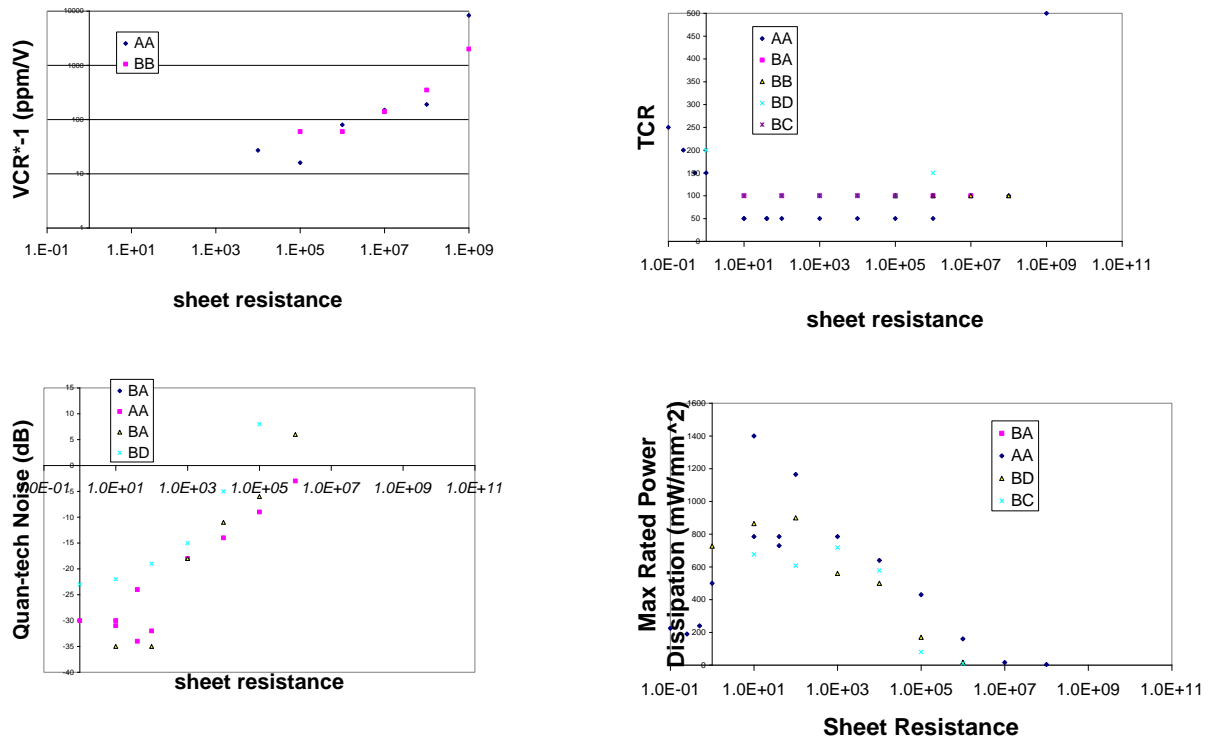 10000
1000
100
10
1
VCR*-1 (ppm/V)
AA
BB
1.E-01 1.E+01 1.E+03 1.E+05 1.E+07 1.E+09
sheet resistance
500
450
400
350
300
250
200
150
100
50
0
TCR
AA
BA
BB
BD
BC
1.0E-01 1.0E+01 1.0E+03 1.0E+05 1.0E+07 1.0E+09 1.0E+11
sheet resistance
15
10
5
0
-10
-15
-20
-25
-30
-35
-40
Quan-tech Noise (dB)
BA
AA
BA
BD
1.0E+01 1.0E+03 1.0E+05 1.0E+07 1.0E+09 1.0E+11
sheet resistance
1600
1400
1200
1000
800
600
400
200
0
Max Rated Power
Dissipation (mW/mm^2)
BA
AA
BD
BC
1.0E-01 1.0E+01 1.0E+03 1.0E+05 1.0E+07 1.0E+09 1.0E+11
Sheet Resistance